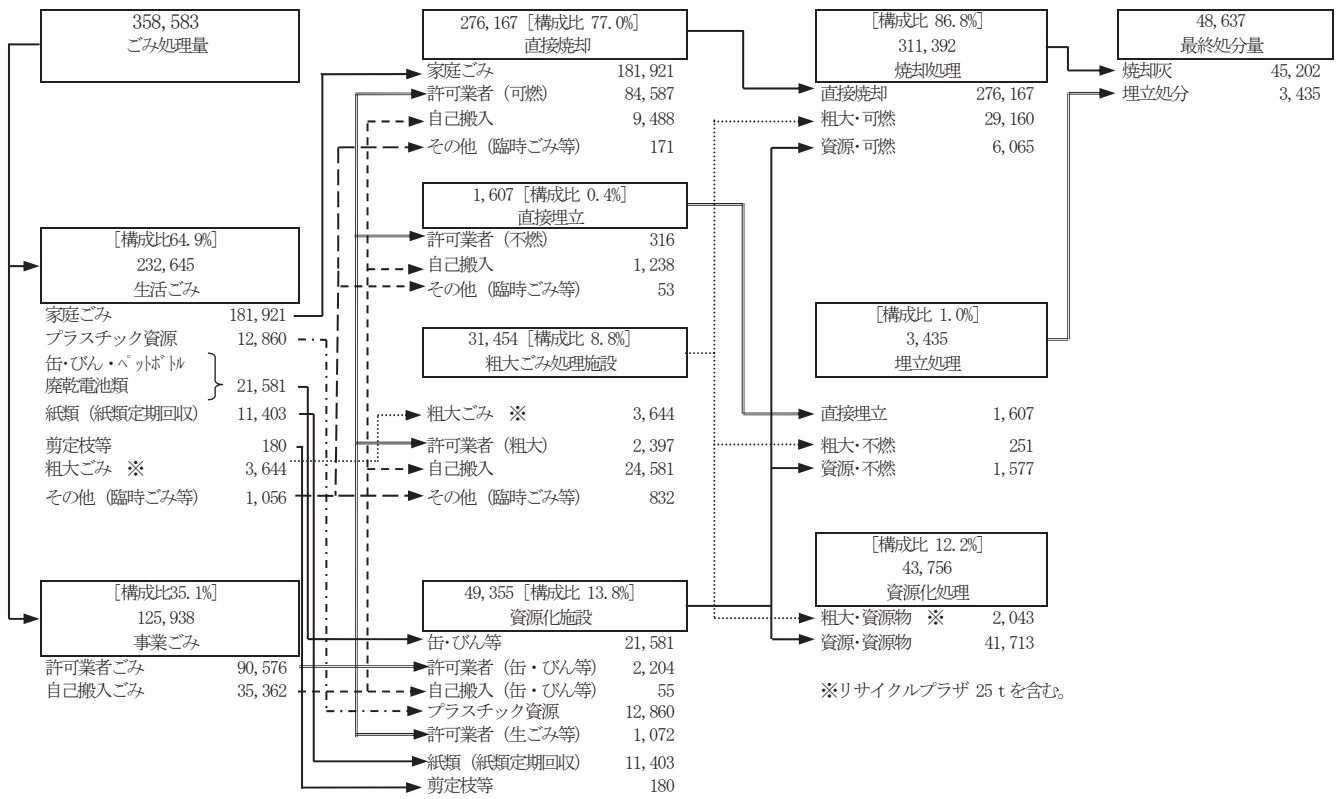 358,583
ごみ処理量
[構成比64.9%]
232,645
生活ごみ
家庭ごみ 181,921
プラスチック資源 12,860
缶・びん・ペットボトル
廃乾電池類 21,581
紙類（紙類定期回収） 11,403
剪定枝等 180
粗大ごみ ※ 3,644
その他（臨時ごみ等） 1,056
[構成比35.1%]
125,938
事業ごみ
許可業者ごみ 90,576
自己搬入ごみ 35,362
276,167 [構成比 77.0%]
直接焼却
家庭ごみ 181,921
許可業者（可燃） 84,587
自己搬入 9,488
その他（臨時ごみ等） 171
1,607 [構成比 0.4%]
直接埋立
許可業者（不燃） 316
自己搬入 1,238
その他（臨時ごみ等） 53
31,454 [構成比 8.8%]
粗大ごみ処理施設
粗大ごみ ※ 3,644
許可業者（粗大） 2,397
自己搬入 24,581
その他（臨時ごみ等） 832
49,355 [構成比 13.8%]
資源化施設
缶・びん等 21,581
許可業者（缶・びん等） 2,204
自己搬入（缶・びん等） 55
プラスチック資源 12,860
許可業者（生ごみ等） 1,072
紙類（紙類定期回収） 11,403
剪定枝等 180
[構成比 86.8%]
311,392
焼却処理
直接焼却 276,167
粗大・可燃 29,160
資源・可燃 6,065
[構成比 1.0%]
3,435
埋立処理
直接埋立 1,607
粗大・不燃 251
資源・不燃 1,577
[構成比 12.2%]
43,756
資源化処理
粗大・資源物 ※ 2,043
資源・資源物 41,713
※リサイクルプラザ 25ｔを含む。
48,637
最終処分量
焼却灰 45,202
埋立処分 3,435